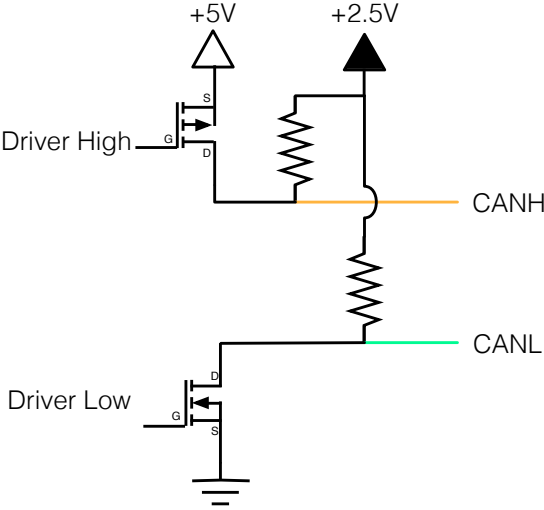 +5V
+2.5V
S
Driver High
G
D
CANH
CANL
D
Driver Low
G
S